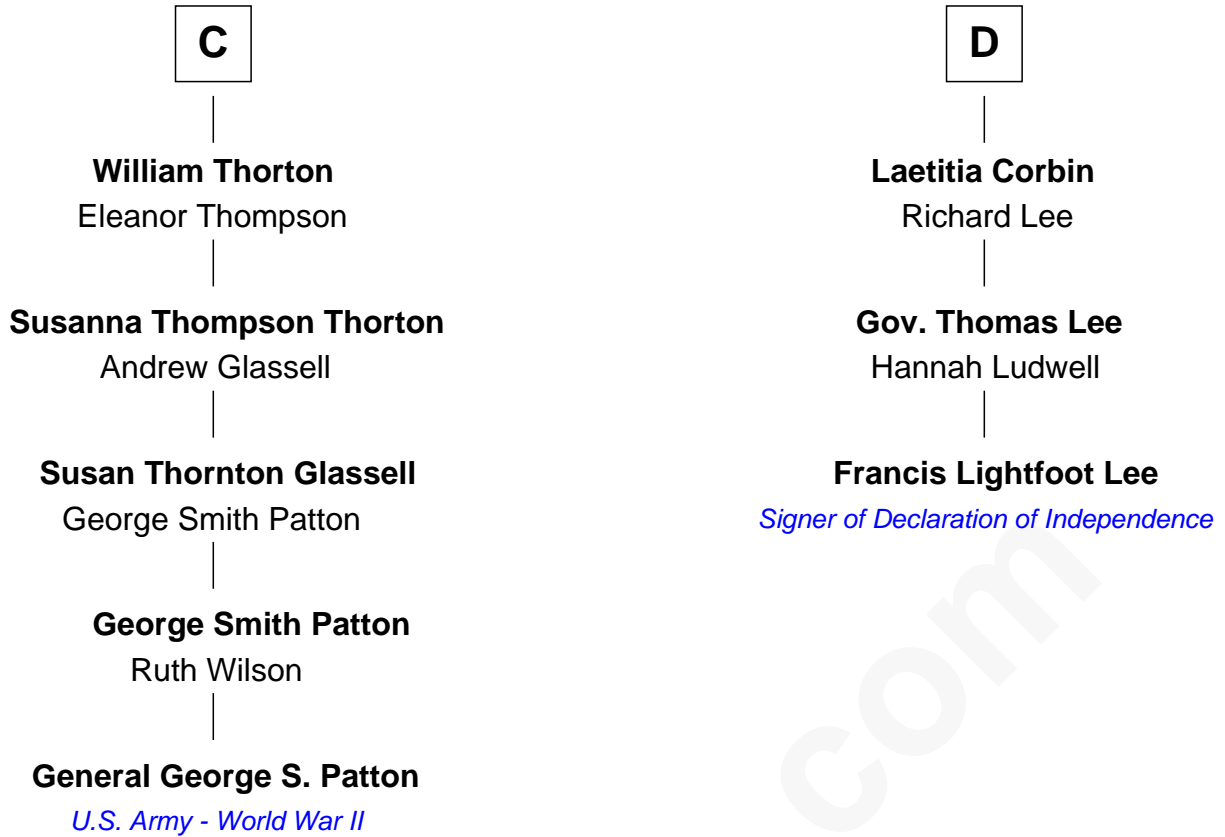 C
William Thorton
Eleanor Thompson
Susanna Thompson Thorton
Andrew Glassell
Susan Thornton Glassell
George Smith Patton
George Smith Patton
Ruth Wilson
General George S. Patton
U.S. Army - World War II
D
Laetitia Corbin
Richard Lee
Gov. Thomas Lee
Hannah Ludwell
Francis Lightfoot Lee
Signer of Declaration of Independence
com